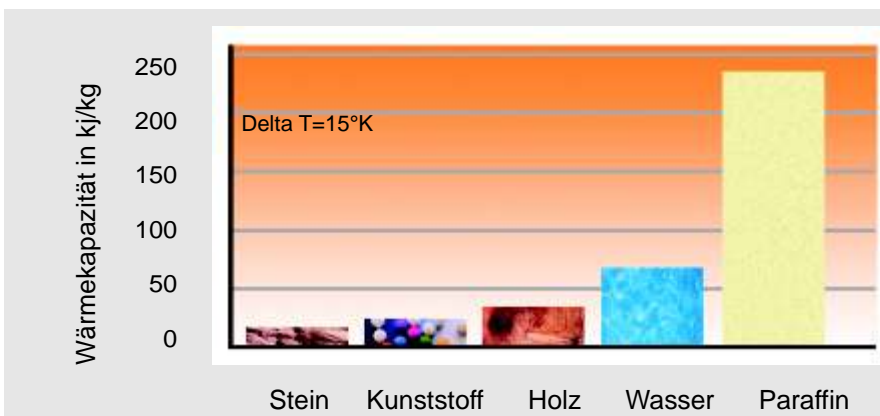 Wärmekapazität in kj/kg
250
200
150
100
50
0
Delta T=15°K
Stein Kunststoff Holz Wasser Paraffin